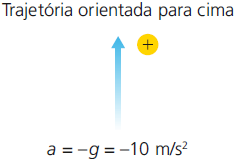 Trajetória orientada para cima
+
a = –g = –10 m/s²